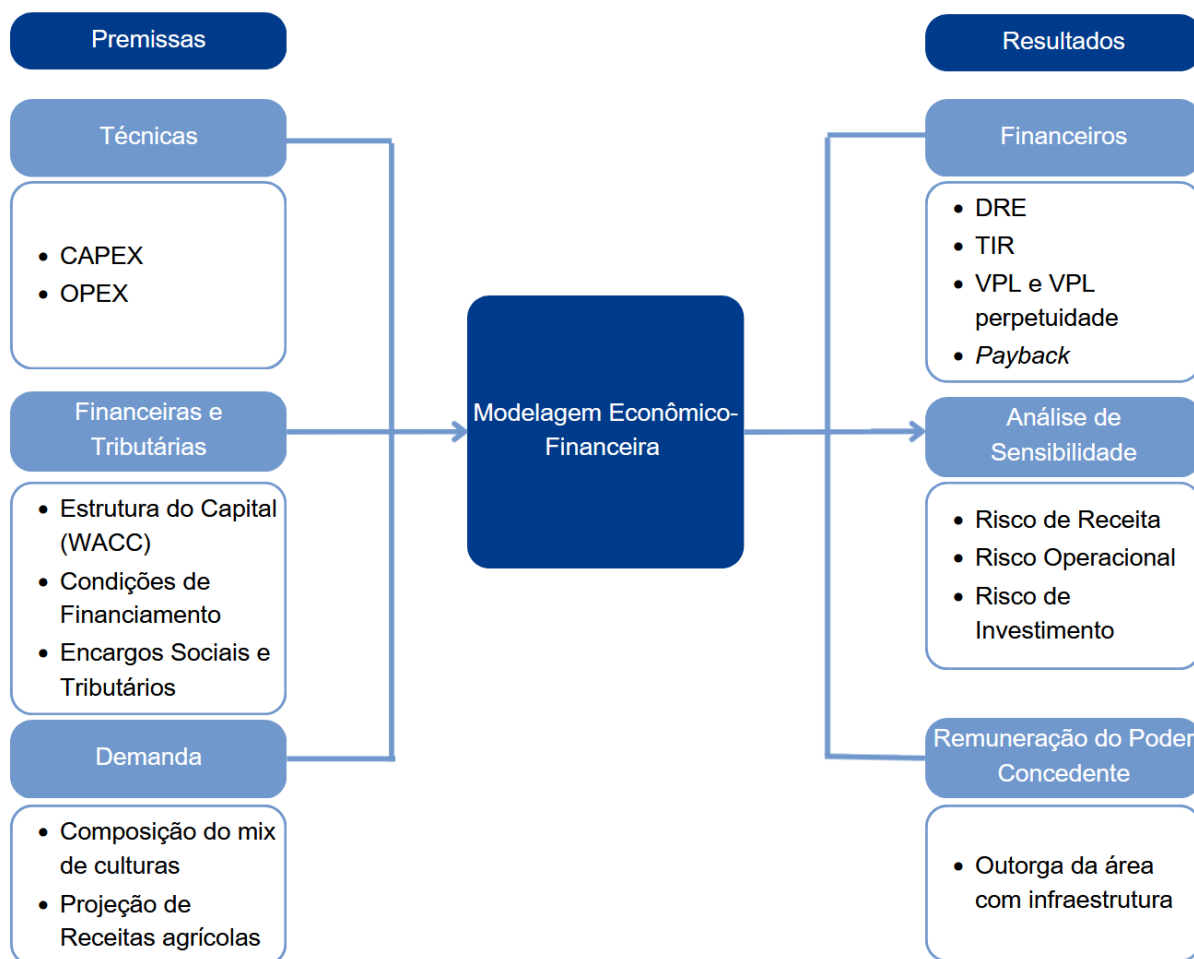 Premissas
Técnicas
• CAPEX
• OPEX
Financeiras e
Tributárias
• Estrutura do Capital
(WACC)
• Condições de
Financiamento
• Encargos Sociais e
Tributários
Demanda
• Composição do mix
de culturas
• Projeção de
Receitas agrícolas
Modelagem Econômico-
Financeira
Resultados
Financeiros
• DRE
• TIR
• VPL e VPL
perpetuidade
• Payback
Análise de
Sensibilidade
• Risco de Receita
• Risco Operacional
• Risco de
Investimento
Remuneração do Poder
Concedente
• Outorga da área
com infraestrutura